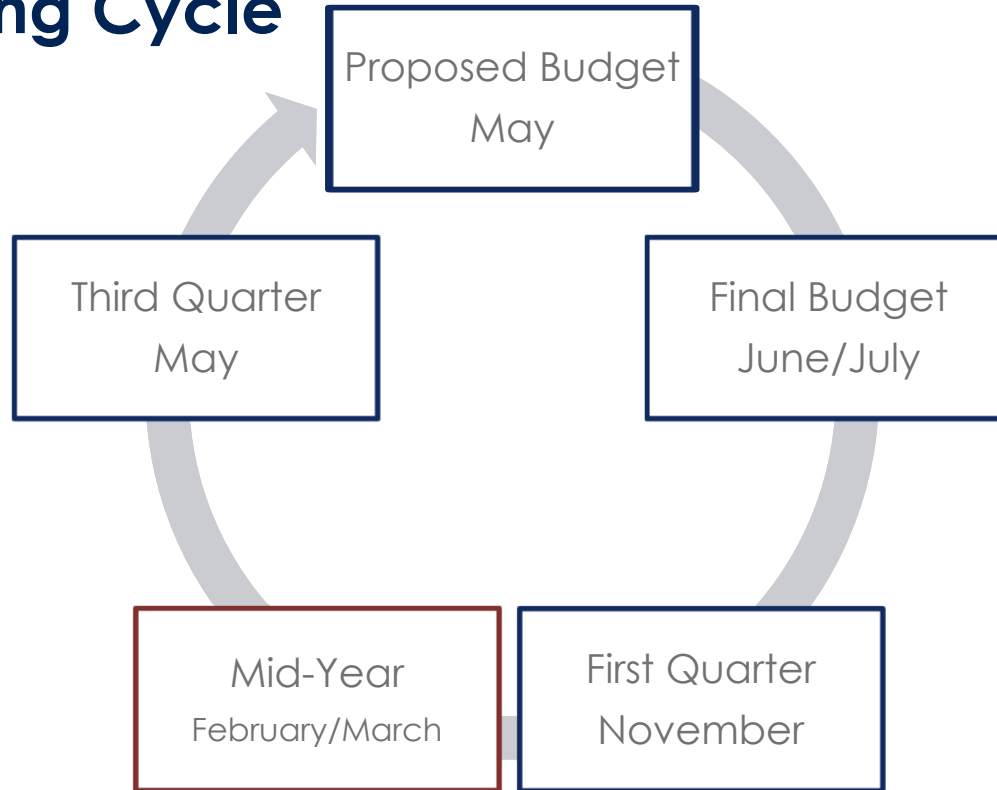 ng Cycle
Proposed Budget
May
Final Budget
June/July
First Quarter
November
Mid-Year
February/March
Third Quarter
May